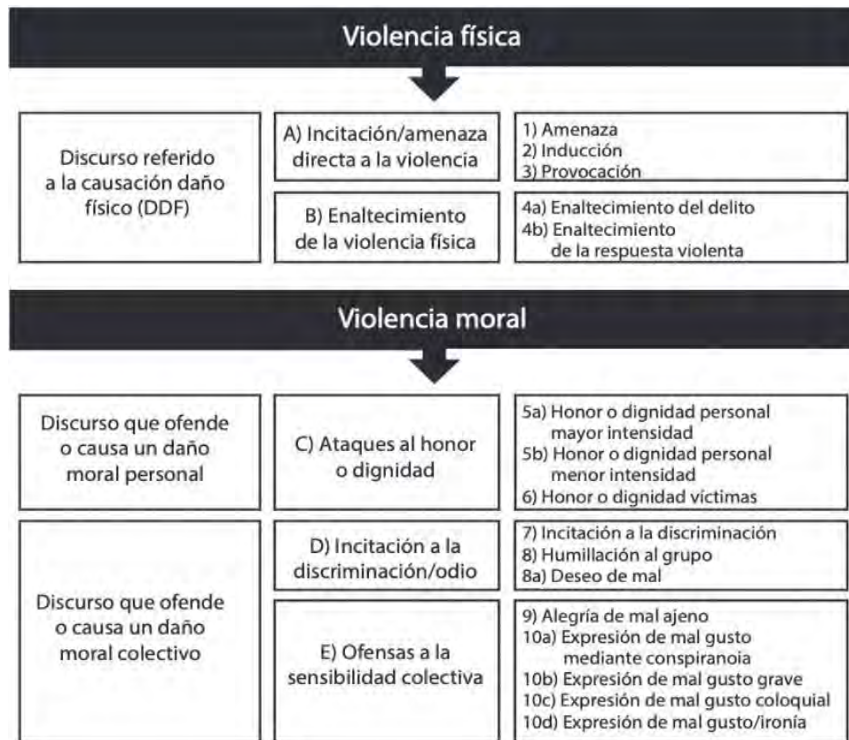 Violencia física
Discurso referido
a la causación daño
físico (DDF)
A) Incitación/amenaza
directa a la violencia
1) Amenaza
2) Inducción
3) Provocación
B) Enaltecimiento
de la violencia física
4a) Enaltecimiento del delito
4b) Enaltecimiento
de la respuesta violenta
Violencia moral
Discurso que ofende
o causa un daño
moral personal
C) Ataques al honor
o dignidad
5a) Honor o dignidad personal
mayor intensidad
5b) Honor o dignidad personal
menor intensidad
6) Honor o dignidad víctimas
Discurso que ofende
o causa un daño
moral colectivo
D) Incitación a la
discriminación/odio
7) Incitación a la discriminación
8) Humillación al grupo
8a) Deseo de mal
E) Ofensas a la
sensibilidad colectiva
9) Alegría de mal ajeno
10a) Expresión de mal gusto
mediante conspiranoia
10b) Expresión de mal gusto grave
10c) Expresión de mal gusto coloquial
10d) Expresión de mal gusto/ironía